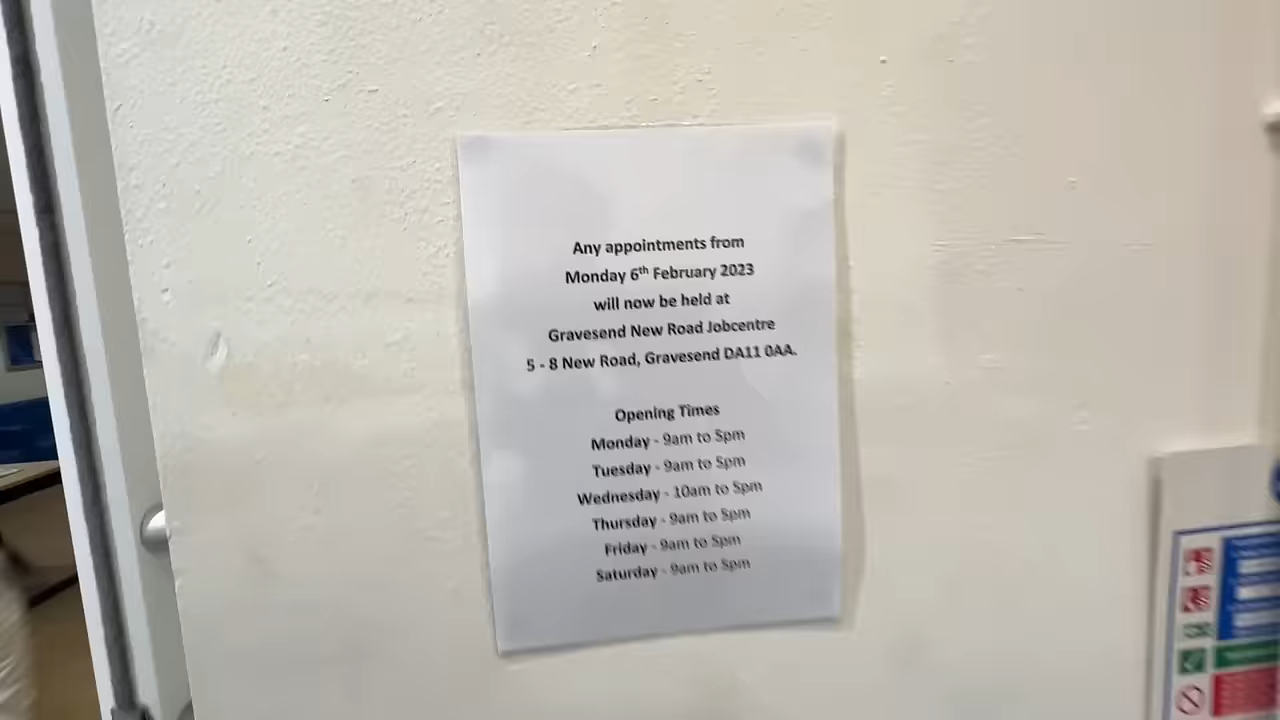 Any appointments from
Monday 6th February 2023
will now be held at
Gravesend New Road Jobcentre
5 - 8 New Road, Gravesend DA11 0AA.
Opening Times
Monday - 9am to 5pm
Tuesday - 9am to 5pm
Wednesday - 10am to 5pm
Thursday - 9am to 5pm
Friday - 9am to 5pm
Saturday - 9am to 5pm